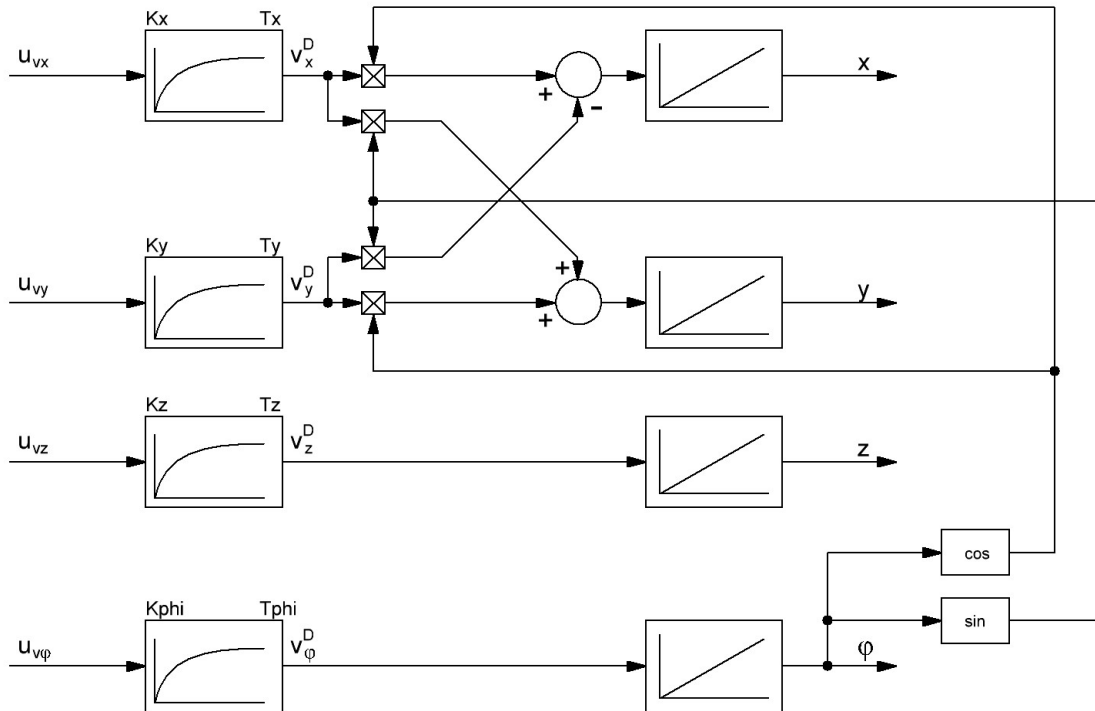 Kx Tx
u_vx v_x^D x
+ -
Ky Ty
u_vy v_y^D + y
+
Kz Tz
u_vz v_z^D z
cos
Kphi Tphi sin
u_vφ v_φ^D φ